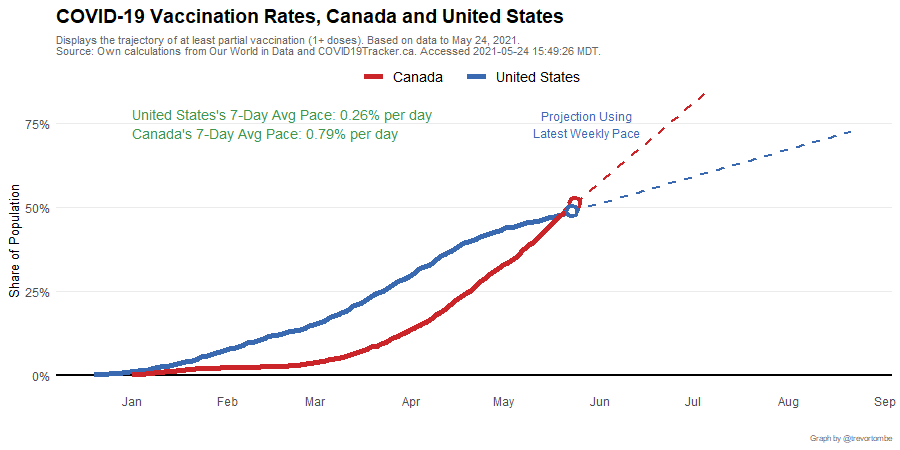 COVID-19 Vaccination Rates, Canada and United States
Displays the trajectory of at least partial vaccination (1+ doses). Based on data to May 24, 2021.
Source: Own calculations from Our World in Data and COVID19Tracker.ca. Accessed 2021-05-24 15:49:26 MDT.
Canada United States
United States's 7-Day Avg Pace: 0.26% per day
Canada's 7-Day Avg Pace: 0.79% per day
Projection Using
Latest Weekly Pace
Share of Population
75%
50%
25%
0%
Jan Feb Mar Apr May Jun Jul Aug Sep
Graph by @trevortombe